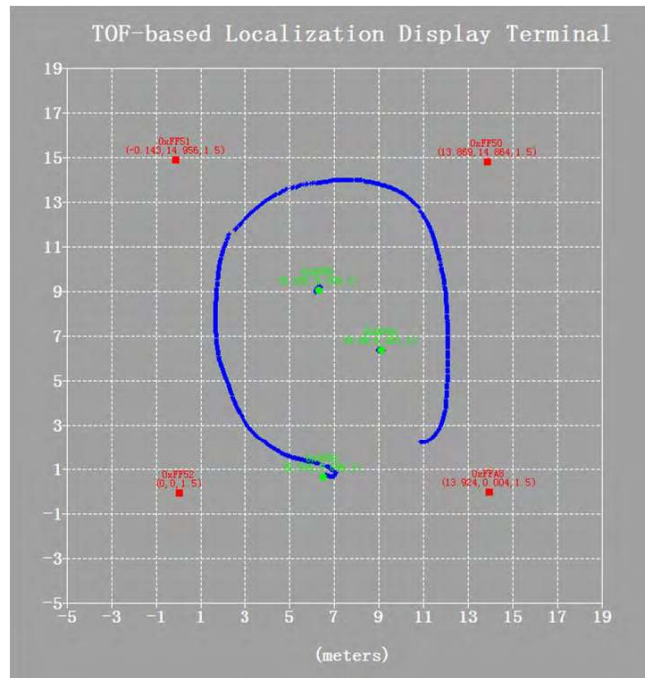 TOF-based Localization Display Terminal
19
17
0xFF51
(-0.143,14.956,1.5)
0xFF50
(13.869,14.864,1.5)
15
13
11
9
7
5
3
1
0xFF52
(0,0,1.5)
0xFFA8
(13.924,0.004,1.5)
-1
-3
-5
-5 -3 -1 1 3 5 7 9 11 13 15 17 19
(meters)